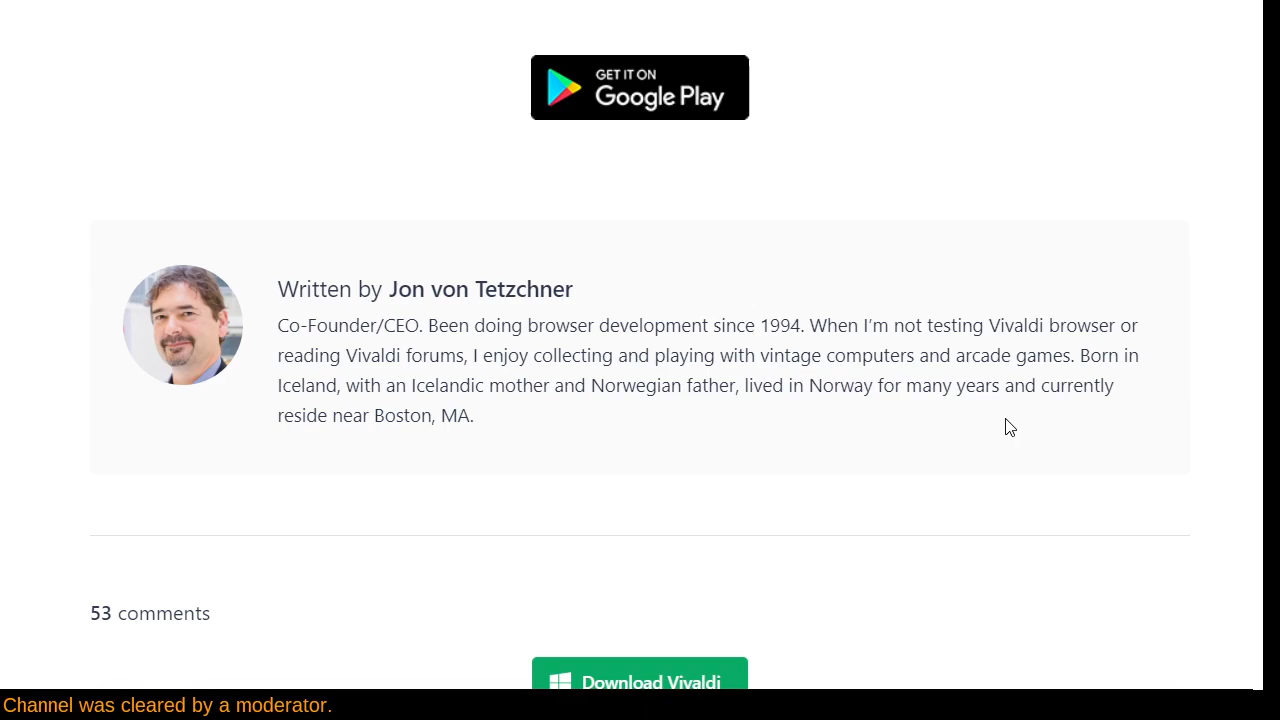 GET IT ON
Google Play
Written by Jon von Tetzchner
Co-Founder/CEO. Been doing browser development since 1994. When I'm not testing Vivaldi browser or
reading Vivaldi forums, I enjoy collecting and playing with vintage computers and arcade games. Born in
Iceland, with an Icelandic mother and Norwegian father, lived in Norway for many years and currently
reside near Boston, MA.
53 comments
Download Vivaldi
Channel was cleared by a moderator.